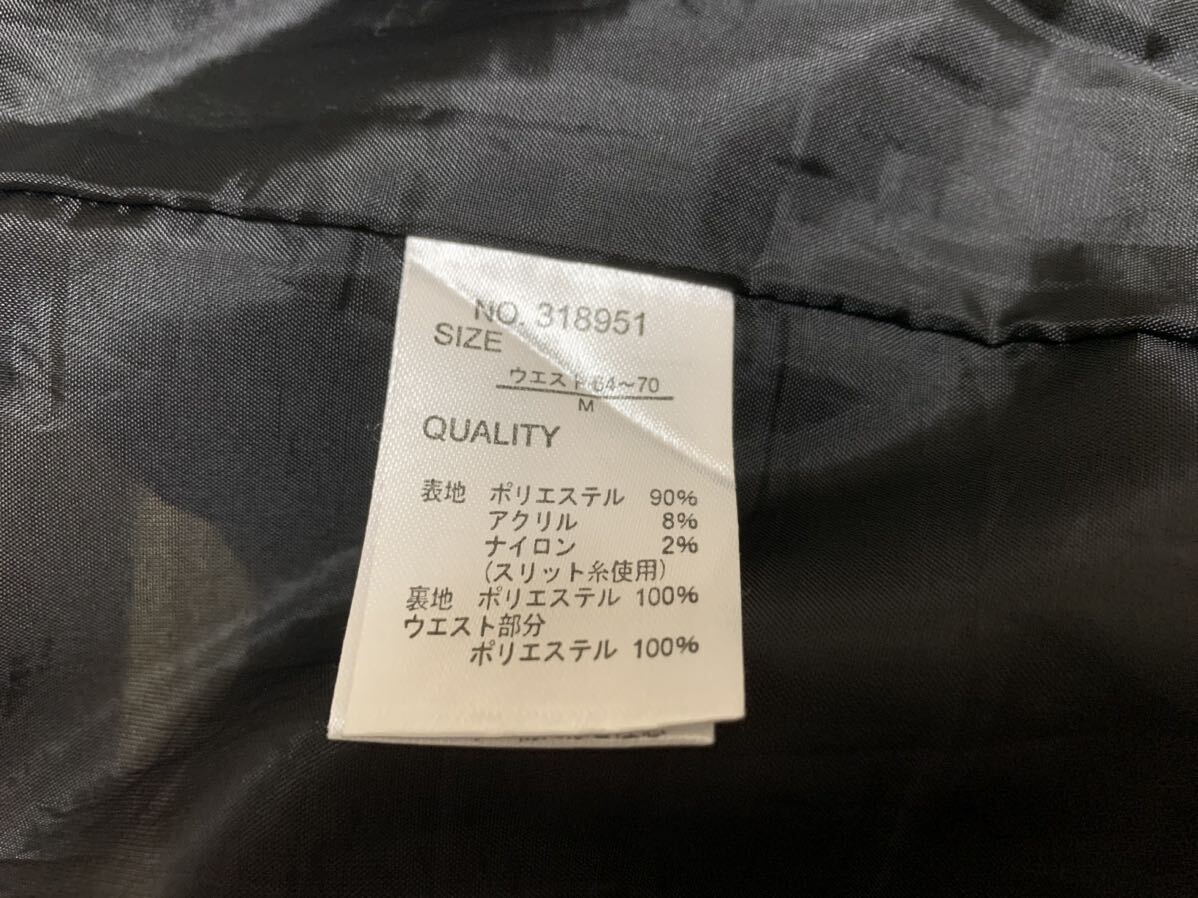 NO. 318951
SIZE
ウエスト64～70
M
QUALITY
表地 ポリエステル 90%
アクリル 8%
ナイロン 2%
(スリット糸使用)
裏地 ポリエステル 100%
ウエスト部分
ポリエステル 100%